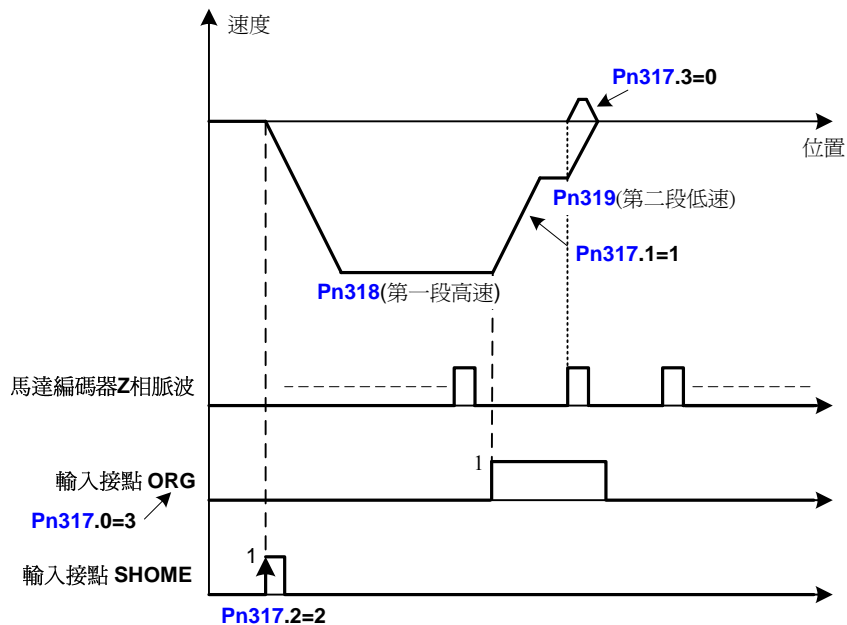 速度
Pn317.3=0
位置
Pn319(第二段低速)
Pn317.1=1
Pn318(第一段高速)
馬達編碼器Z相脈波
1
輸入接點 ORG
Pn317.0=3
1
輸入接點 SHOME
Pn317.2=2